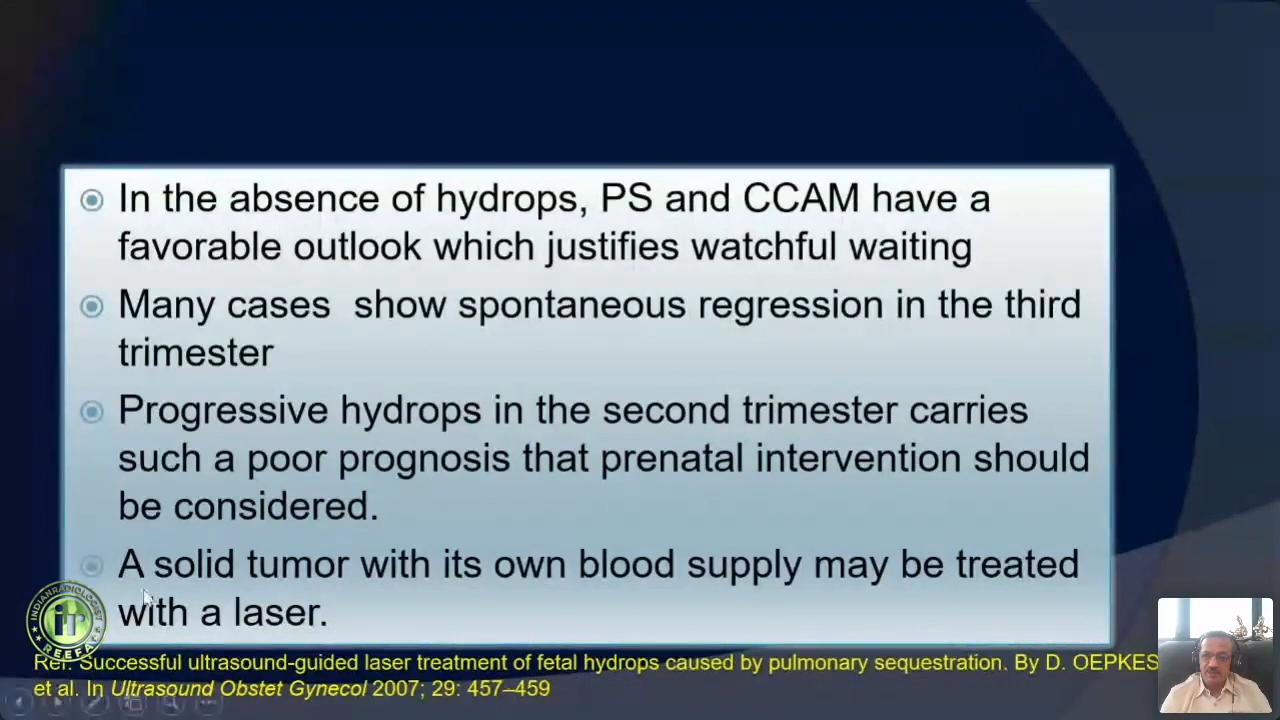 In the absence of hydrops, PS and CCAM have a
favorable outlook which justifies watchful waiting
Many cases show spontaneous regression in the third
trimester
Progressive hydrops in the second trimester carries
such a poor prognosis that prenatal intervention should
be considered.
A solid tumor with its own blood supply may be treated
with a laser.
INDIANRADIOLOGIST
ir
REEFA
Ref: Successful ultrasound-guided laser treatment of fetal hydrops caused by pulmonary sequestration. By D. OEPKES
et al. In Ultrasound Obstet Gynecol 2007; 29: 457–459